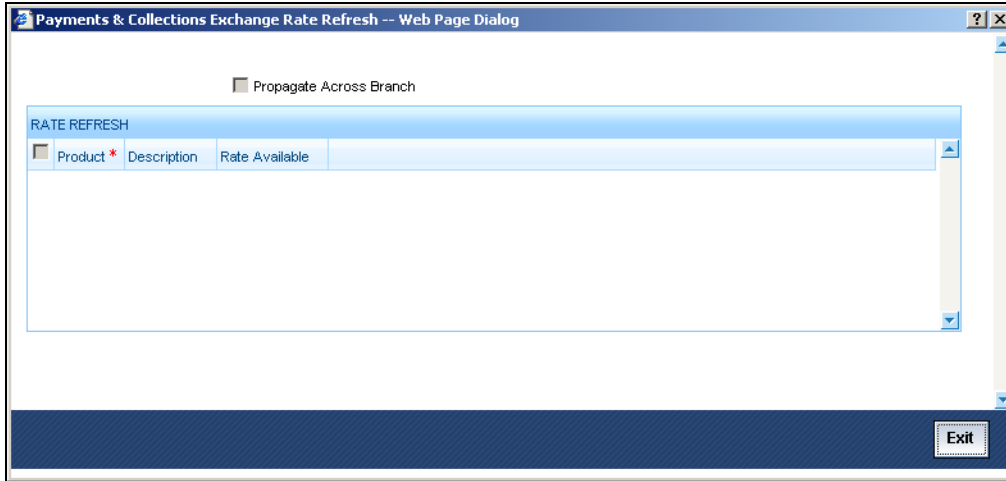 Payments & Collections Exchange Rate Refresh -- Web Page Dialog
Propagate Across Branch
RATE REFRESH
Product * Description Rate Available
Exit